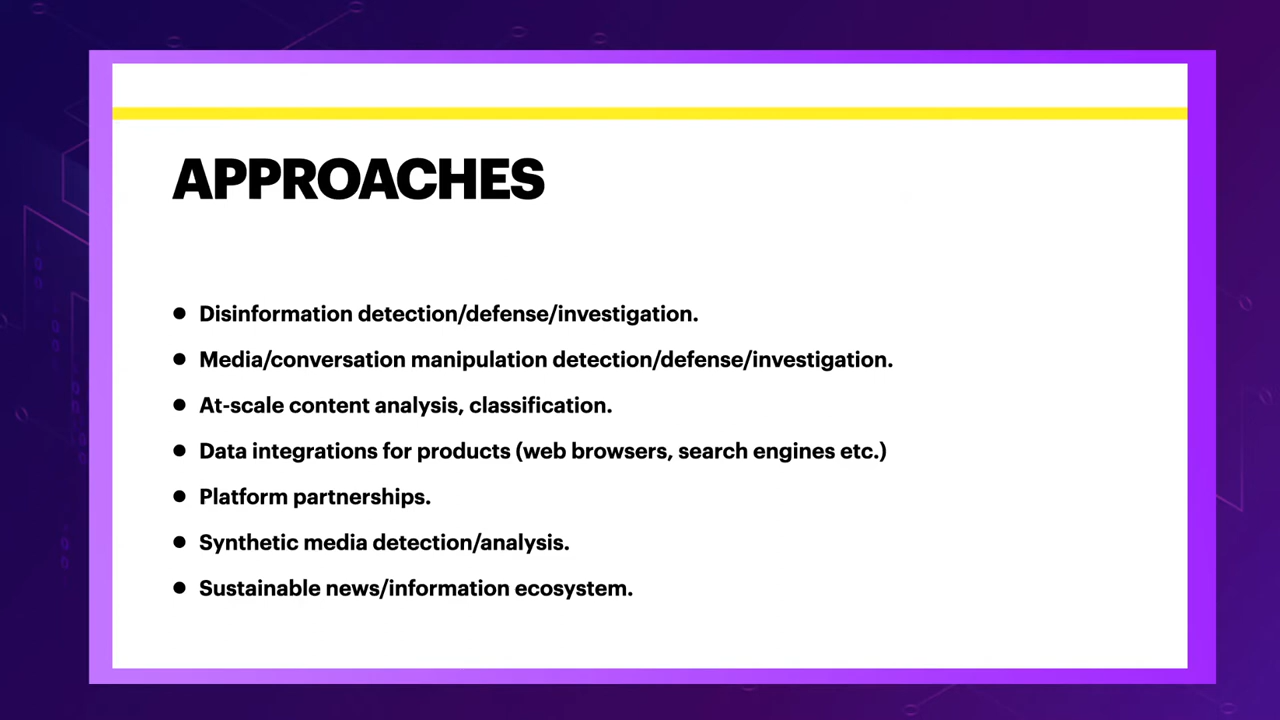 APPROACHES
● Disinformation detection/defense/investigation.
● Media/conversation manipulation detection/defense/investigation.
● At-scale content analysis, classification.
● Data integrations for products (web browsers, search engines etc.)
● Platform partnerships.
● Synthetic media detection/analysis.
● Sustainable news/information ecosystem.